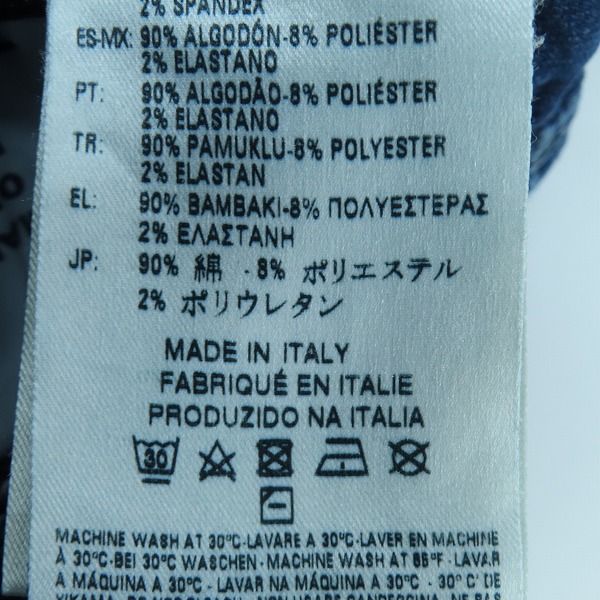 2% SPANDEX
ES-MX: 90% ALGODÓN-8% POLIÉSTER
2% ELASTANO
PT: 90% ALGODÃO-8% POLIÉSTER
2% ELASTANO
TR: 90% PAMUKLU-8% POLYESTER
2% ELASTAN
EL: 90% ΒΑΜΒΑΚΙ-8% ΠΟΛΥΕΣΤΕΡΑΣ
2% ΕΛΑΣΤΑΝΗ
JP: 90% 綿 - 8% ポリエステル
2% ポリウレタン
MADE IN ITALY
FABRIQUÉ EN ITALIE
PRODUZIDO NA ITALIA
30
MACHINE WASH AT 30°C-LAVARE A 30°C-LAVER EN MACHINE
À 30°C-BEI 30°C WASCHEN-MACHINE WASH AT 85°F-LAVAR
A MÁQUINA A 30°C - LAVAR NA MÁQUINA A 30°C - 30°C'DE